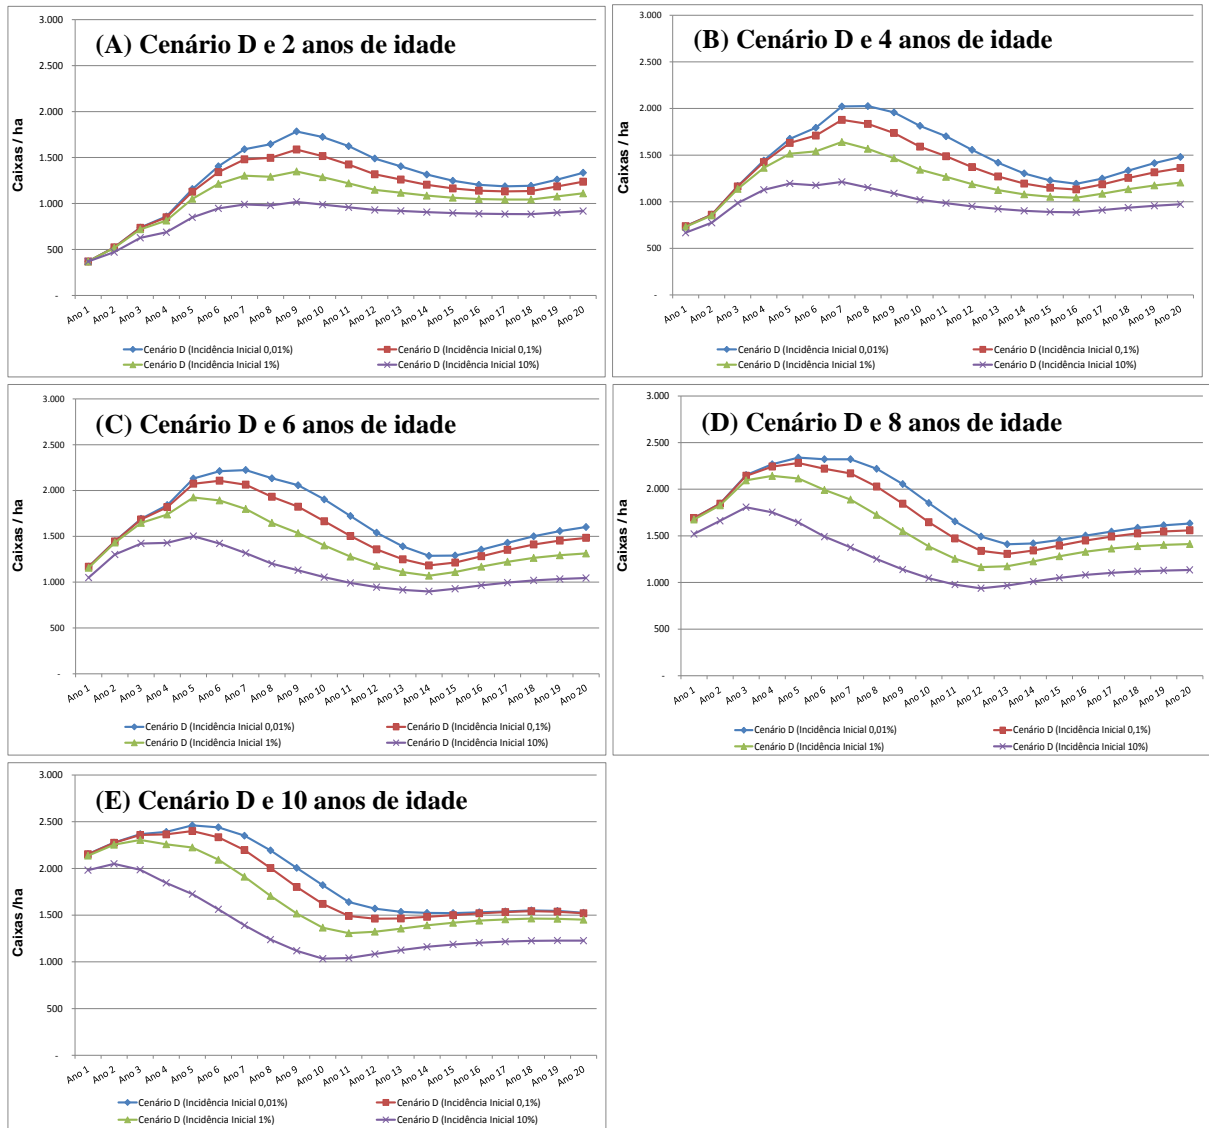 (A) Cenário D e 2 anos de idade
Caixas / ha
3.000
2.500
2.000
1.500
1.000
500
-
Ano 1 Ano 2 Ano 3 Ano 4 Ano 5 Ano 6 Ano 7 Ano 8 Ano 9 Ano 10 Ano 11 Ano 12 Ano 13 Ano 14 Ano 15 Ano 16 Ano 17 Ano 18 Ano 19 Ano 20
Cenário D (Incidência Inicial 0,01%) Cenário D (Incidência Inicial 0,1%)
Cenário D (Incidência Inicial 1%) Cenário D (Incidência Inicial 10%)
(B) Cenário D e 4 anos de idade
Caixas / ha
3.000
2.500
2.000
1.500
1.000
500
-
Ano 1 Ano 2 Ano 3 Ano 4 Ano 5 Ano 6 Ano 7 Ano 8 Ano 9 Ano 10 Ano 11 Ano 12 Ano 13 Ano 14 Ano 15 Ano 16 Ano 17 Ano 18 Ano 19 Ano 20
Cenário D (Incidência Inicial 0,01%) Cenário D (Incidência Inicial 0,1%)
Cenário D (Incidência Inicial 1%) Cenário D (Incidência Inicial 10%)
(C) Cenário D e 6 anos de idade
Caixas / ha
3.000
2.500
2.000
1.500
1.000
500
-
Ano 1 Ano 2 Ano 3 Ano 4 Ano 5 Ano 6 Ano 7 Ano 8 Ano 9 Ano 10 Ano 11 Ano 12 Ano 13 Ano 14 Ano 15 Ano 16 Ano 17 Ano 18 Ano 19 Ano 20
Cenário D (Incidência Inicial 0,01%) Cenário D (Incidência Inicial 0,1%)
Cenário D (Incidência Inicial 1%) Cenário D (Incidência Inicial 10%)
(D) Cenário D e 8 anos de idade
Caixas / ha
3.000
2.500
2.000
1.500
1.000
500
-
Ano 1 Ano 2 Ano 3 Ano 4 Ano 5 Ano 6 Ano 7 Ano 8 Ano 9 Ano 10 Ano 11 Ano 12 Ano 13 Ano 14 Ano 15 Ano 16 Ano 17 Ano 18 Ano 19 Ano 20
Cenário D (Incidência Inicial 0,01%) Cenário D (Incidência Inicial 0,1%)
Cenário D (Incidência Inicial 1%) Cenário D (Incidência Inicial 10%)
(E) Cenário D e 10 anos de idade
Caixas /ha
3.000
2.500
2.000
1.500
1.000
500
-
Ano 1 Ano 2 Ano 3 Ano 4 Ano 5 Ano 6 Ano 7 Ano 8 Ano 9 Ano 10 Ano 11 Ano 12 Ano 13 Ano 14 Ano 15 Ano 16 Ano 17 Ano 18 Ano 19 Ano 20
Cenário D (Incidência Inicial 0,01%) Cenário D (Incidência Inicial 0,1%)
Cenário D (Incidência Inicial 1%) Cenário D (Incidência Inicial 10%)